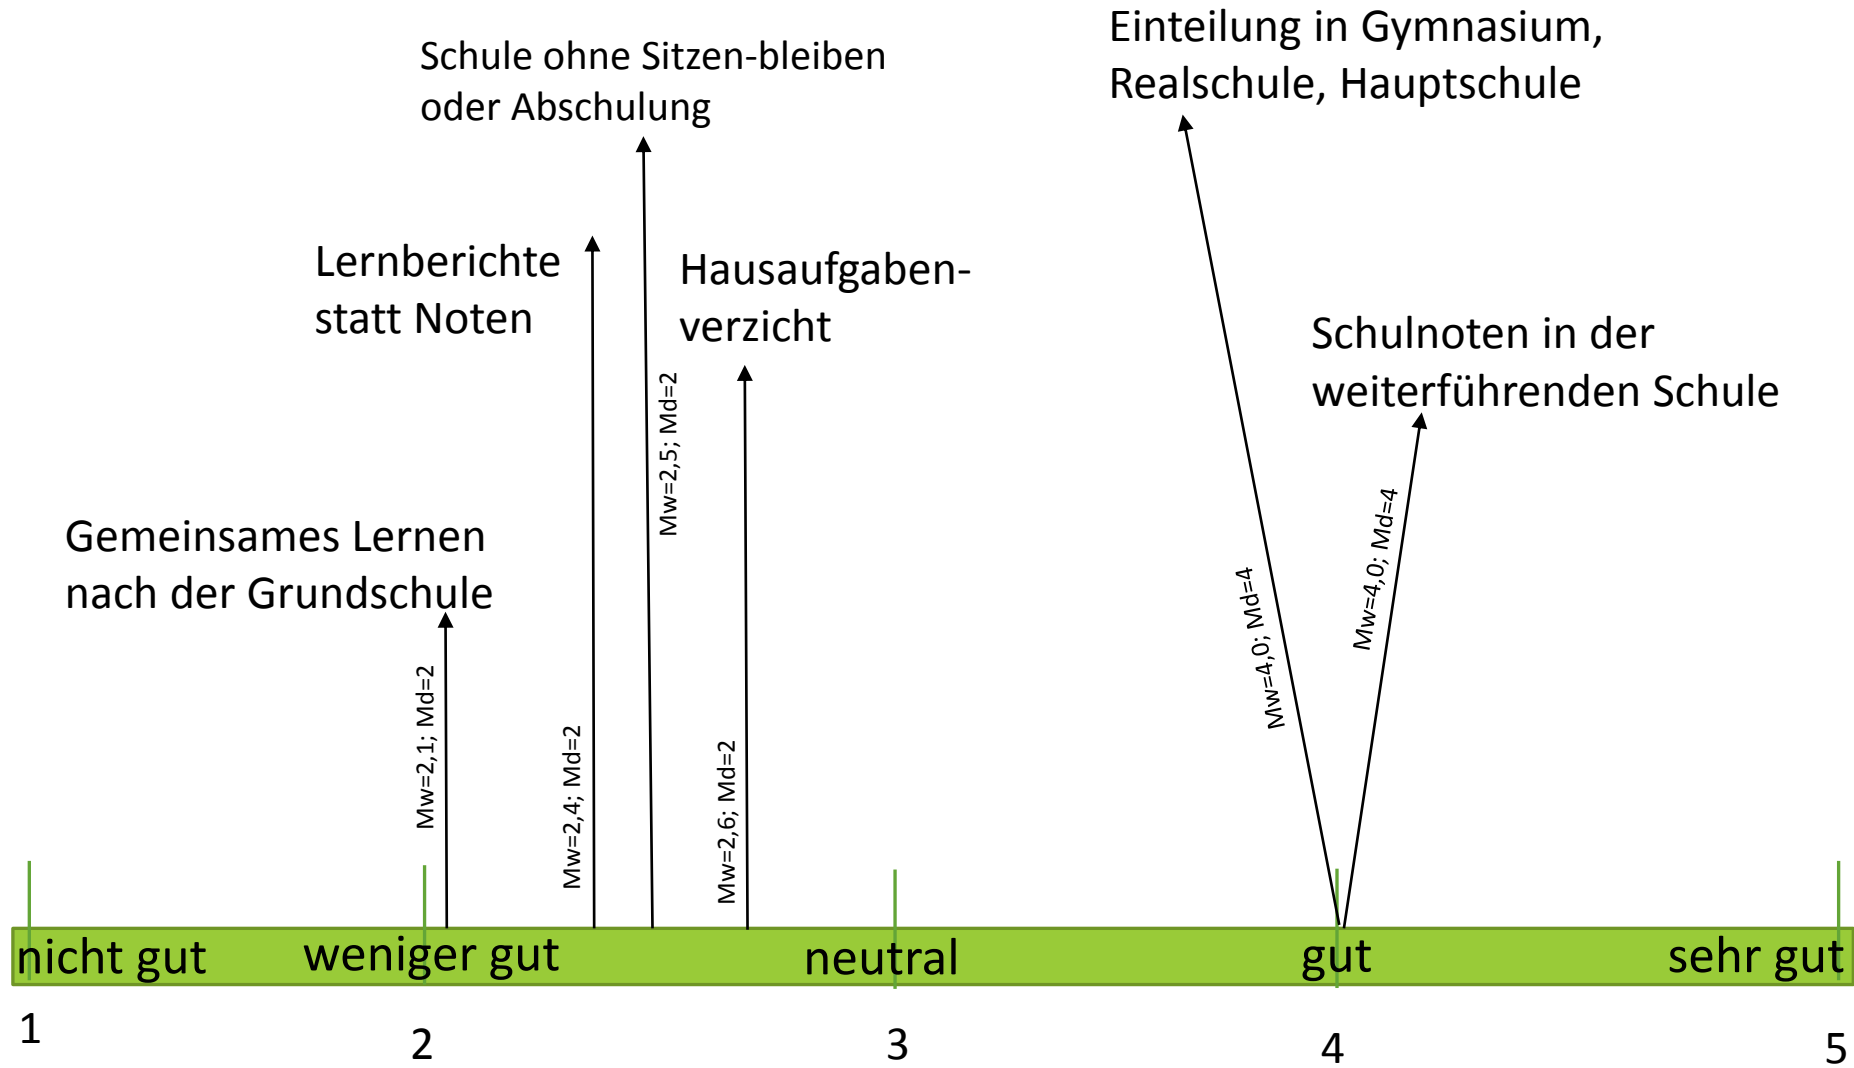 Einteilung in Gymnasium,
Realschule, Hauptschule
Schule ohne Sitzen-bleiben
oder Abschulung
Lernberichte
statt Noten
Hausaufgaben-
verzicht
Schulnoten in der
weiterführenden Schule
Gemeinsames Lernen
nach der Grundschule
Mw=2,1; Md=2
Mw=2,4; Md=2
Mw=2,5; Md=2
Mw=2,6; Md=2
Mw=4,0; Md=4
Mw=4,0; Md=4
nicht gut weniger gut neutral gut sehr gut
1 2 3 4 5